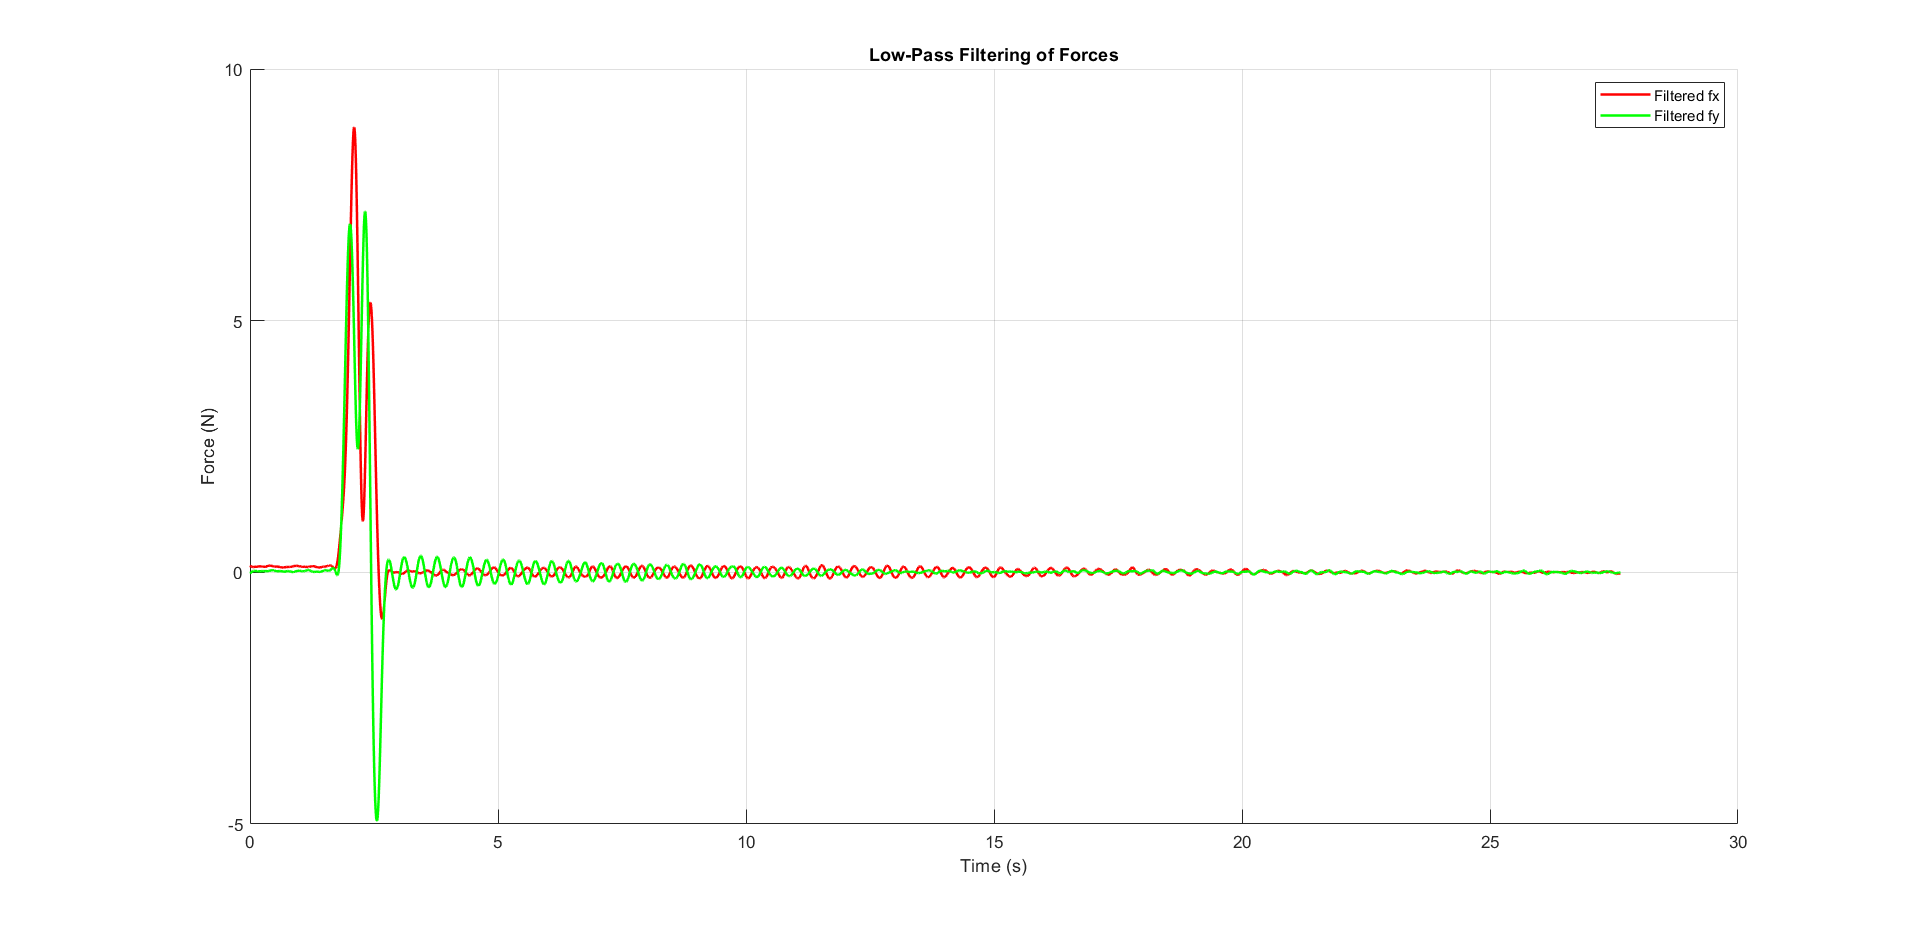 Low-Pass Filtering of Forces
Filtered fx
Filtered fy
10
5
0
-5
Force (N)
0 5 10 15 20 25 30
Time (s)